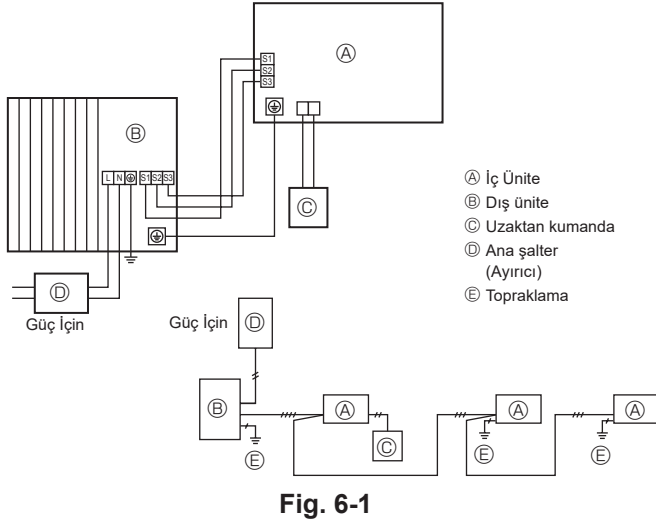 S1
S2
S3
Ⓐ
Ⓑ
L N S1 S2 S3
Ⓒ
Ⓓ
Güç İçin
Ⓐ İç Ünite
Ⓑ Dış ünite
Ⓒ Uzaktan kumanda
Ⓓ Ana şalter
(Ayırıcı)
Ⓔ Topraklama
Güç İçin Ⓓ
Ⓑ Ⓐ Ⓐ Ⓐ
Ⓒ
Ⓔ Ⓔ Ⓔ
Fig. 6-1